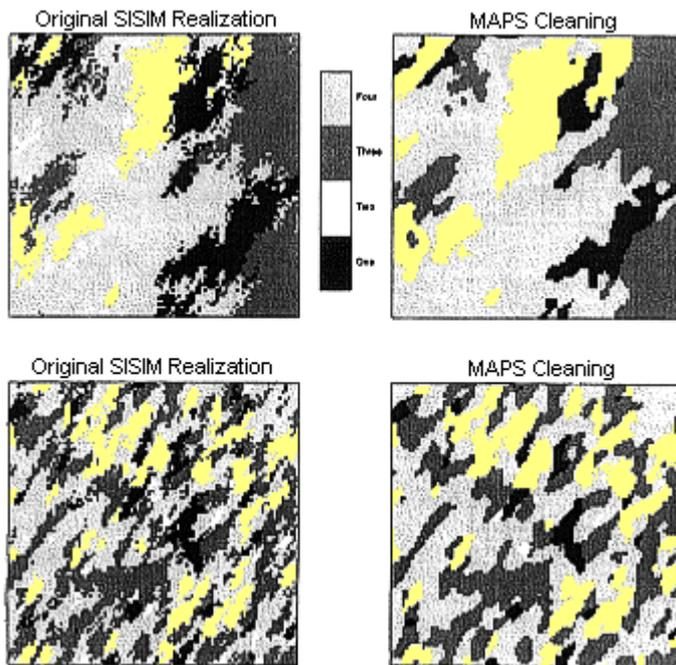 Original SISIM Realization
MAPS Cleaning
Four
Three
Two
One
Original SISIM Realization
MAPS Cleaning